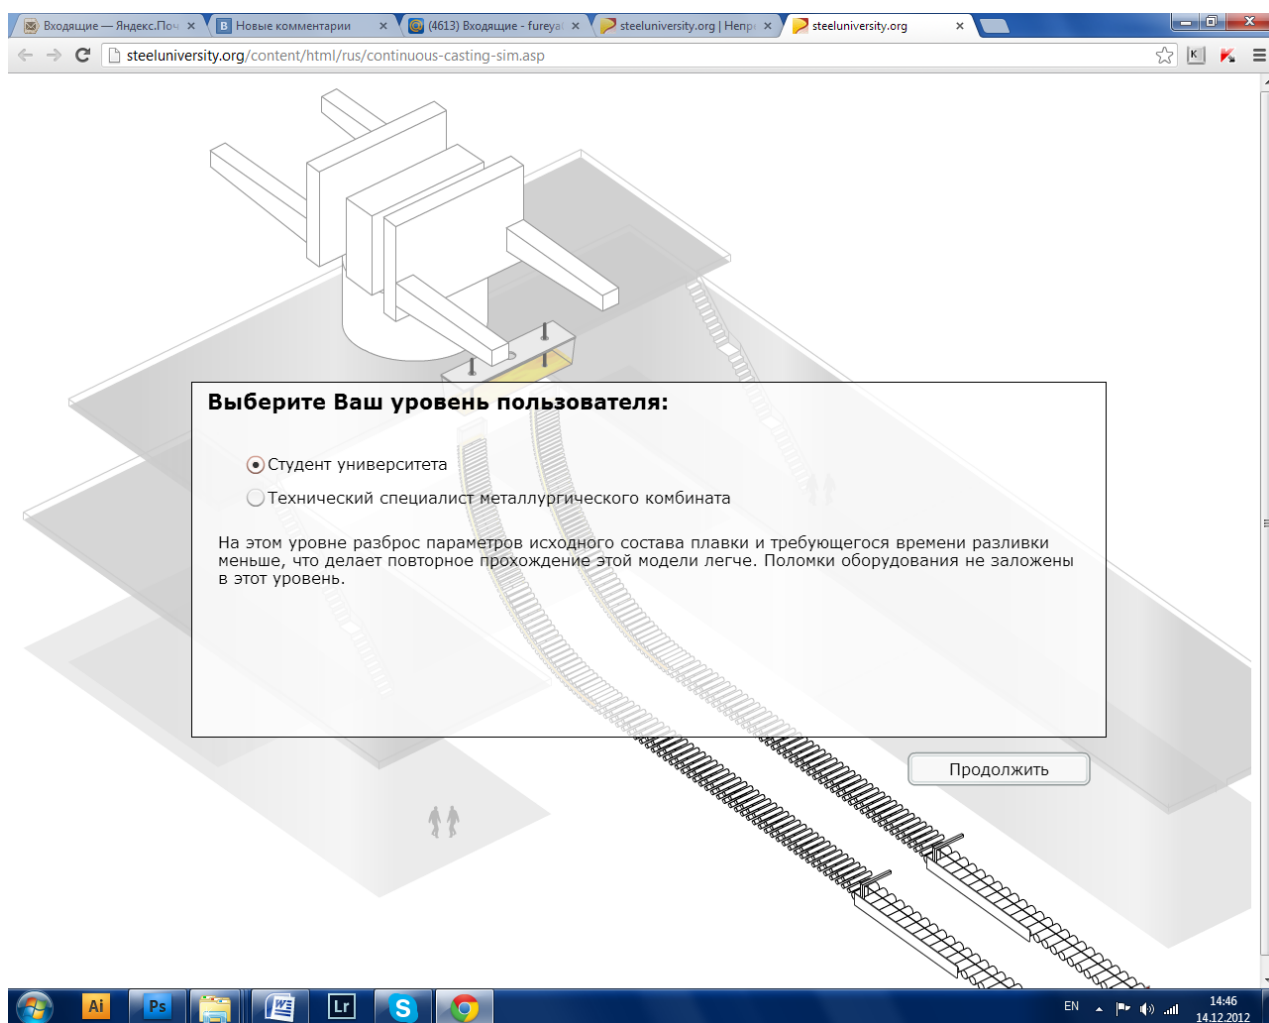 Входящие — Яндекс.Поч
Новые комментарии
(4613) Входящие - fureya
steeluniversity.org | Непр
steeluniversity.org
steeluniversity.org/content/html/rus/continuous-casting-sim.asp
Выберите Ваш уровень пользователя:
Студент университета
Технический специалист металлургического комбината
На этом уровне разброс параметров исходного состава плавки и требующегося времени разливки
меньше, что делает повторное прохождение этой модели легче. Поломки оборудования не заложены
в этот уровень.
Продолжить
Ai
Ps
Lr
EN
14:46
14.12.2012